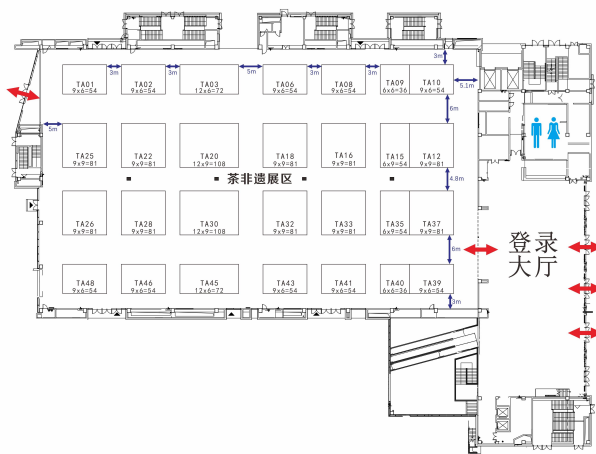 3m
TA01
9x6=54
3m
TA02
9x6=54
3m
TA03
12x6=72
5m
TA06
9x6=54
3m
TA08
9x6=54
3m
TA09
6x6=36
TA10
9x6=54
5.1m
6m
5m
TA25
9x9=81
TA22
9x9=81
TA20
12x9=108
TA18
9x9=81
TA16
9x9=81
TA15
6x9=54
TA12
9x9=81
茶非遗展区
4.8m
TA26
9x9=81
TA28
9x9=81
TA30
12x9=108
TA32
9x9=81
TA33
9x9=81
TA35
6x9=54
TA37
9x9=81
6m
登录
大厅
TA48
9x6=54
TA46
9x6=54
TA45
12x6=72
TA43
9x6=54
TA41
9x6=54
TA40
6x6=36
TA39
9x6=54
3m